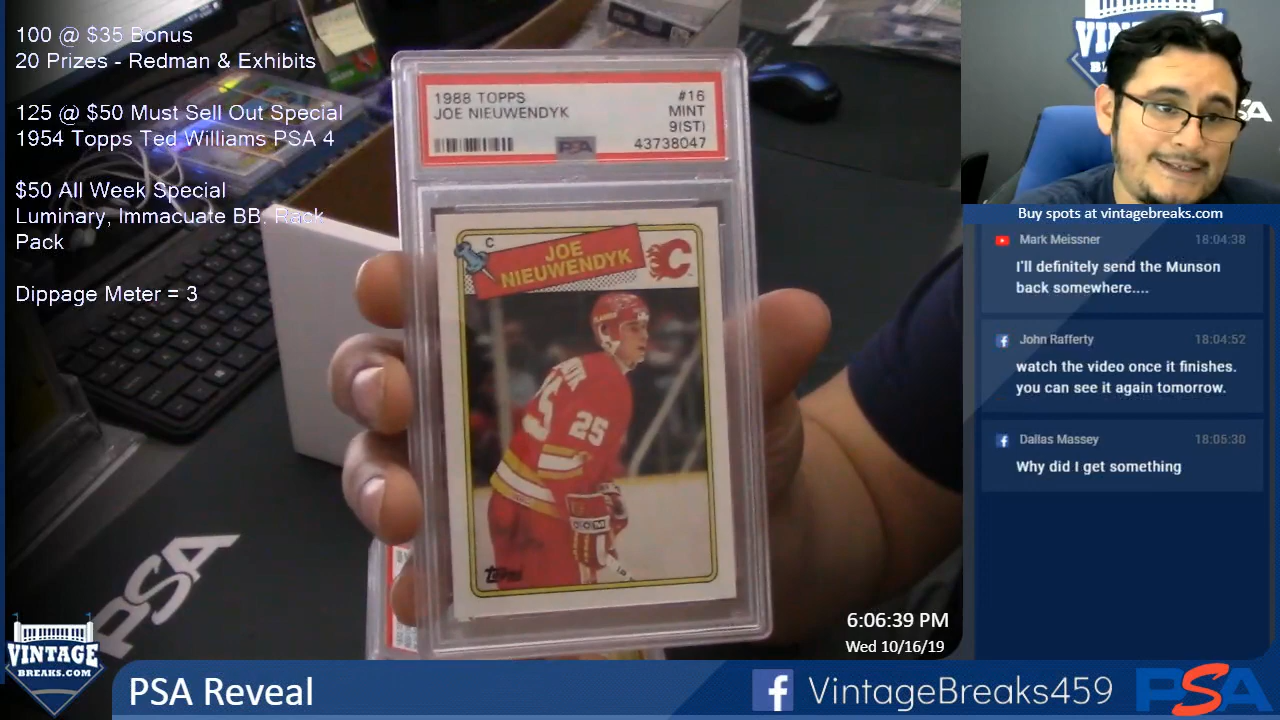 100 @ $35 Bonus
20 Prizes - Redman & Exhibits
125 @ $50 Must Sell Out Special
1954 Topps Ted Williams PSA 4
$50 All Week Special
Luminary, Immacuate BB, Rack
Pack
Dippage Meter = 3
1988 TOPPS #16
JOE NIEUWENDYK MINT
9(ST)
PSA 43738047
C
JOE
NIEUWENDYK
C
25
25
COM
Topps
PSA
VINTAGE
Buy spots at vintagebreaks.com
Mark Meissner 18:04:38
I'll definitely send the Munson
back somewhere....
John Rafferty 18:04:52
watch the video once it finishes.
you can see it again tomorrow.
Dallas Massey 18:05:30
Why did I get something
6:06:39 PM
Wed 10/16/19
VINTAGE
BREAKS.COM
PSA Reveal
f VintageBreaks459
PSA